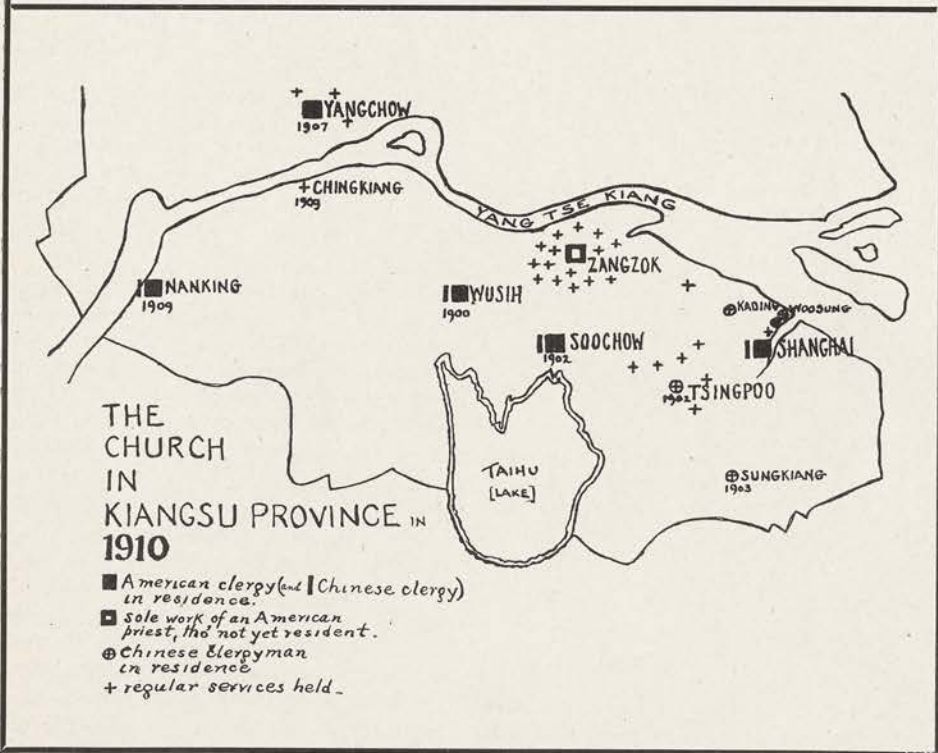 YANGCHOW
1907
CHINGKIANG
1909
YANG TSE KIANG
ZANGZOK
NANKING
1909
WUSIH
1900
KADING
WOOSUNG
SOOCHOW
1902
SHANGHAI
1902
TSINGPOO
TAIHU
[LAKE]
SUNGKIANG
1903
THE
CHURCH
IN
KIANGSU PROVINCE IN
1910
American clergy (and Chinese clergy)
in residence.
sole work of an American
priest, tho' not yet resident.
Chinese Clergyman
in residence
+ regular services held_